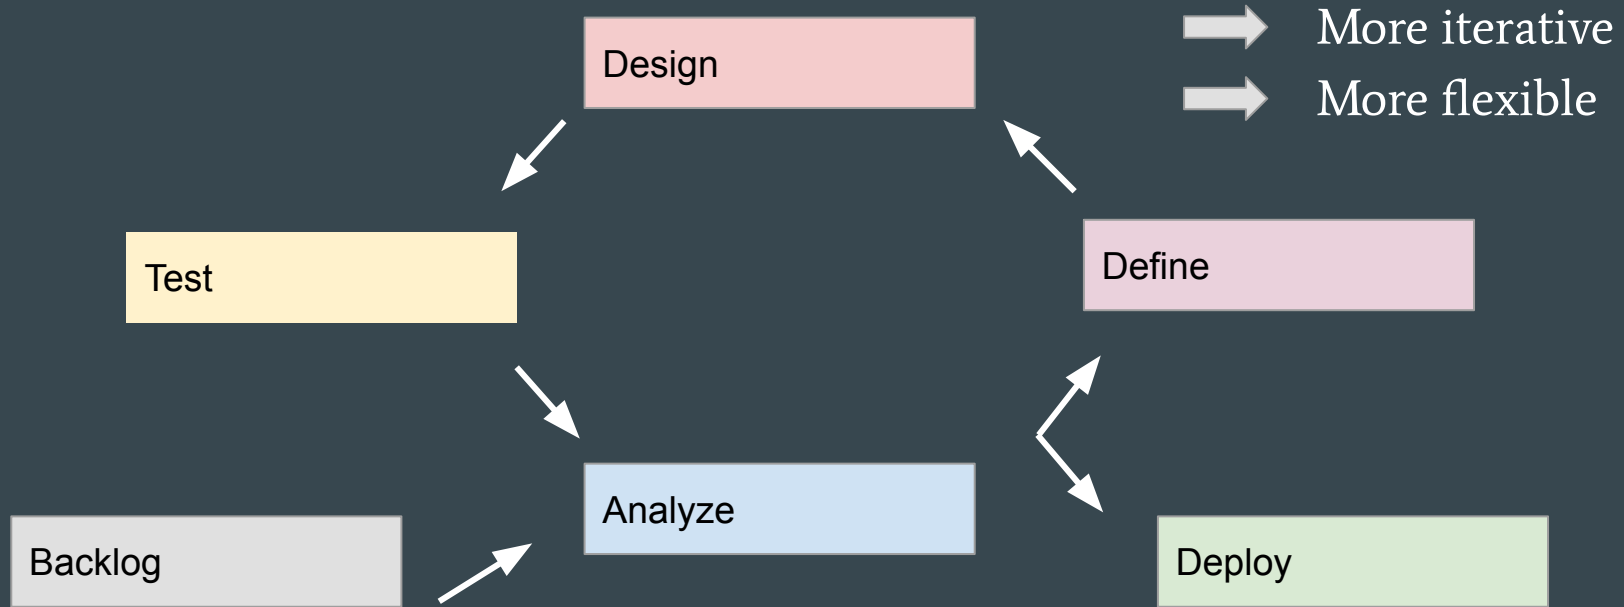 Design
More iterative
More flexible
Test
Define
Analyze
Backlog
Deploy